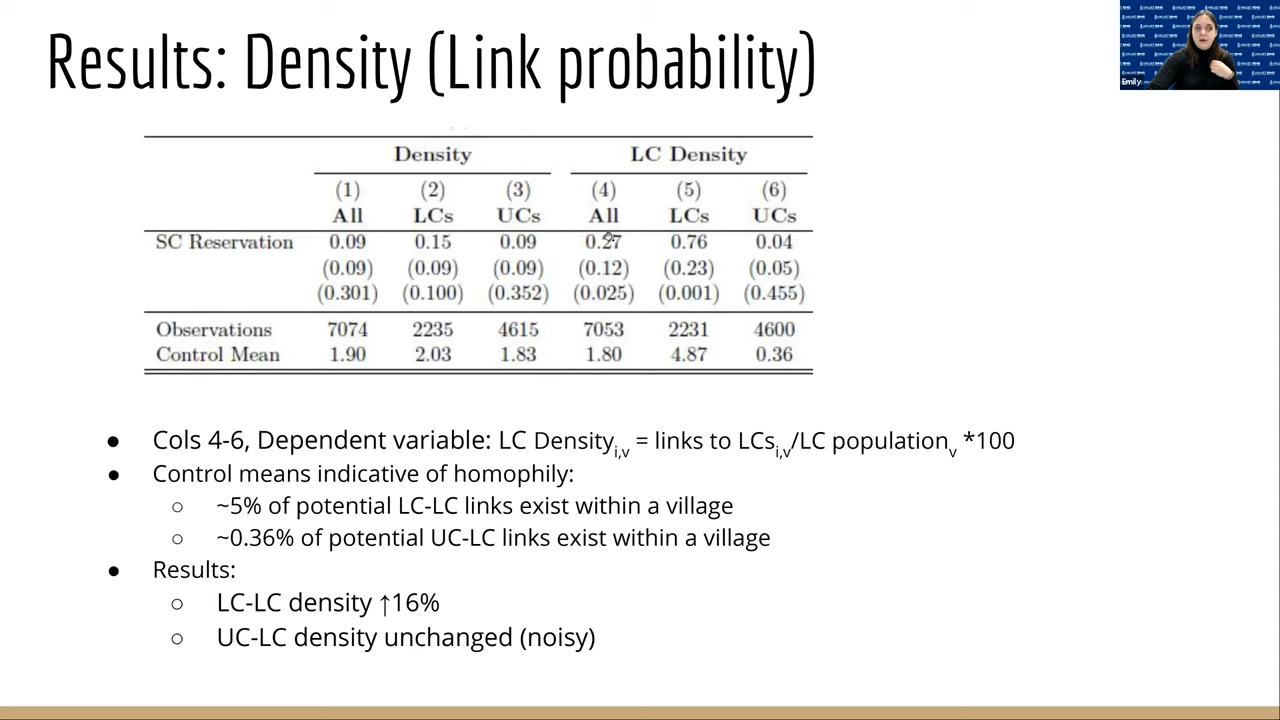 Results: Density (Link probability)
Emily
Density LC Density
(1) (2) (3) (4) (5) (6)
All LCs UCs All LCs UCs
SC Reservation 0.09 0.15 0.09 0.27 0.76 0.04
(0.09) (0.09) (0.09) (0.12) (0.23) (0.05)
(0.301) (0.100) (0.352) (0.025) (0.001) (0.455)
Observations 7074 2235 4615 7053 2231 4600
Control Mean 1.90 2.03 1.83 1.80 4.87 0.36
● Cols 4-6, Dependent variable: LC Density i,v = links to LCs i,v/LC population v *100
● Control means indicative of homophily:
○ ~5% of potential LC-LC links exist within a village
○ ~0.36% of potential UC-LC links exist within a village
● Results:
○ LC-LC density ↑16%
○ UC-LC density unchanged (noisy)